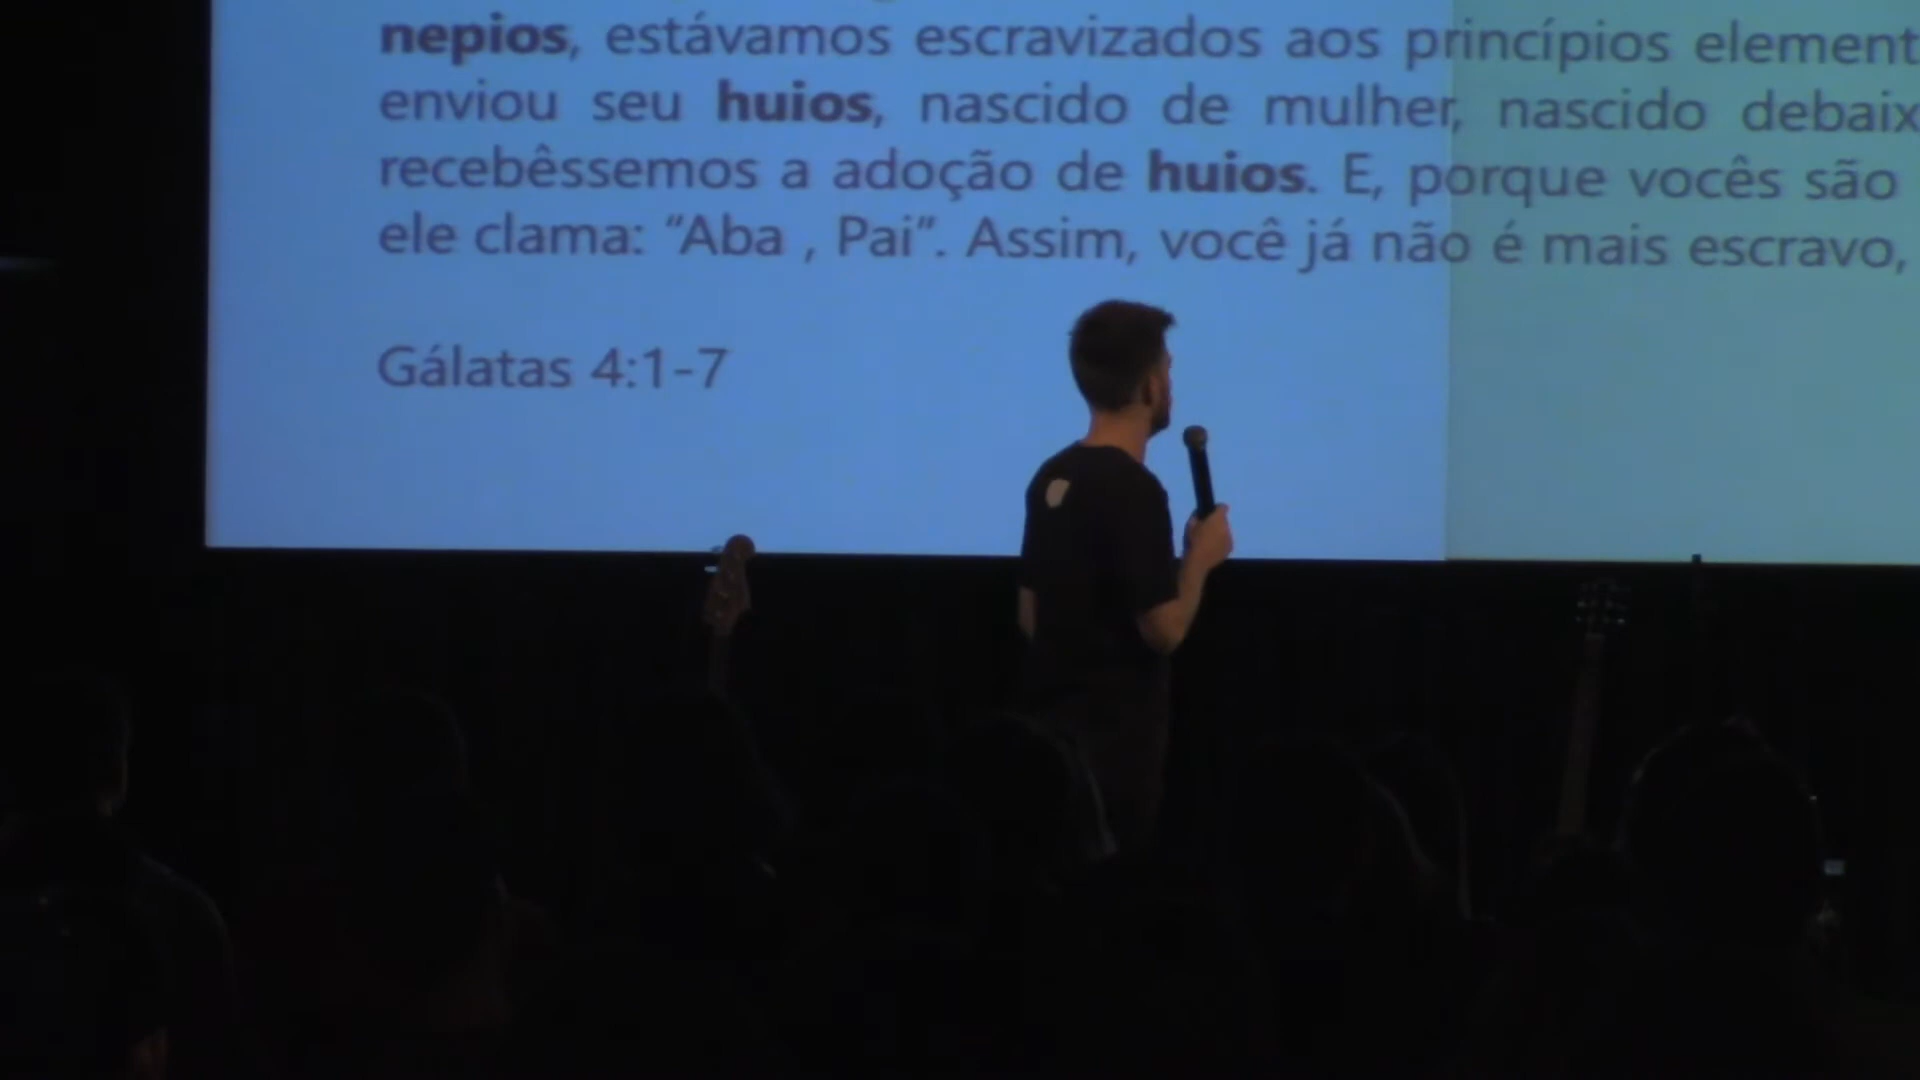 nepios, estávamos escravizados aos princípios element
enviou seu huios, nascido de mulher, nascido debaix
recebêssemos a adoção de huios. E, porque vocês são
ele clama: “Aba , Pai”. Assim, você já não é mais escravo,
Gálatas 4:1-7